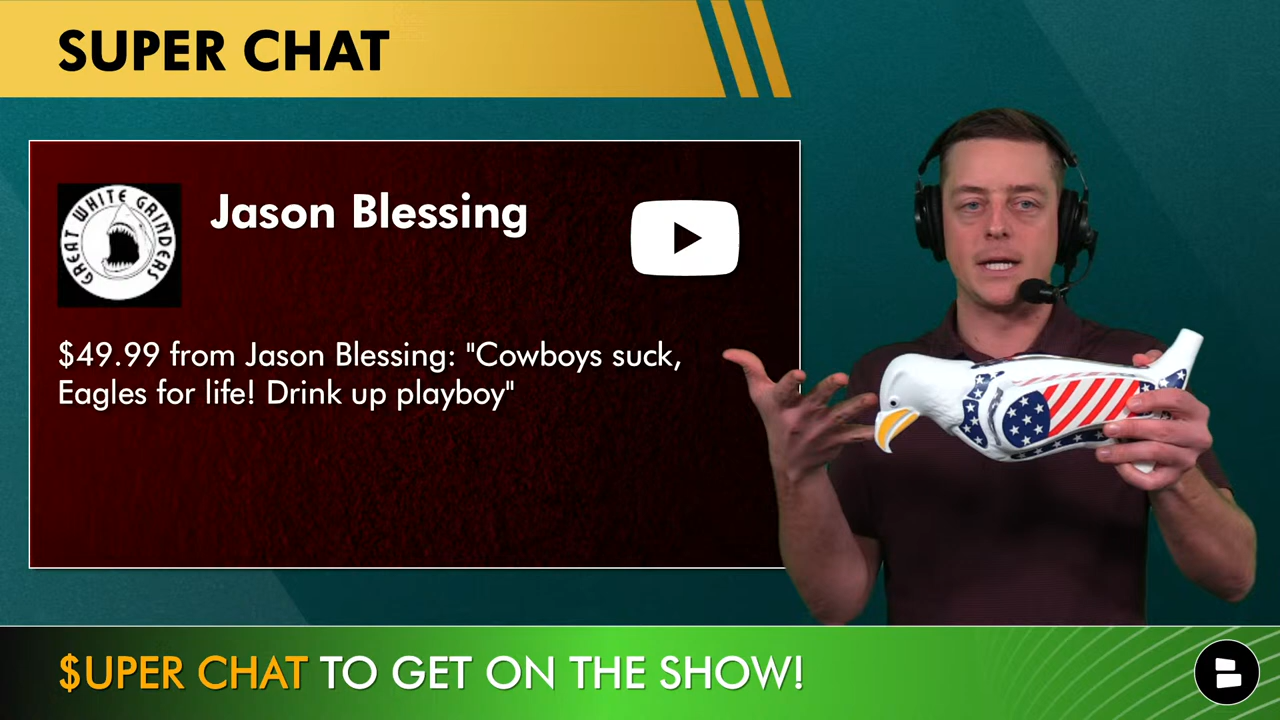 SUPER CHAT
GREAT WHITE GRINDERS
Jason Blessing
$49.99 from Jason Blessing: "Cowboys suck,
Eagles for life! Drink up playboy"
$UPER CHAT TO GET ON THE SHOW!